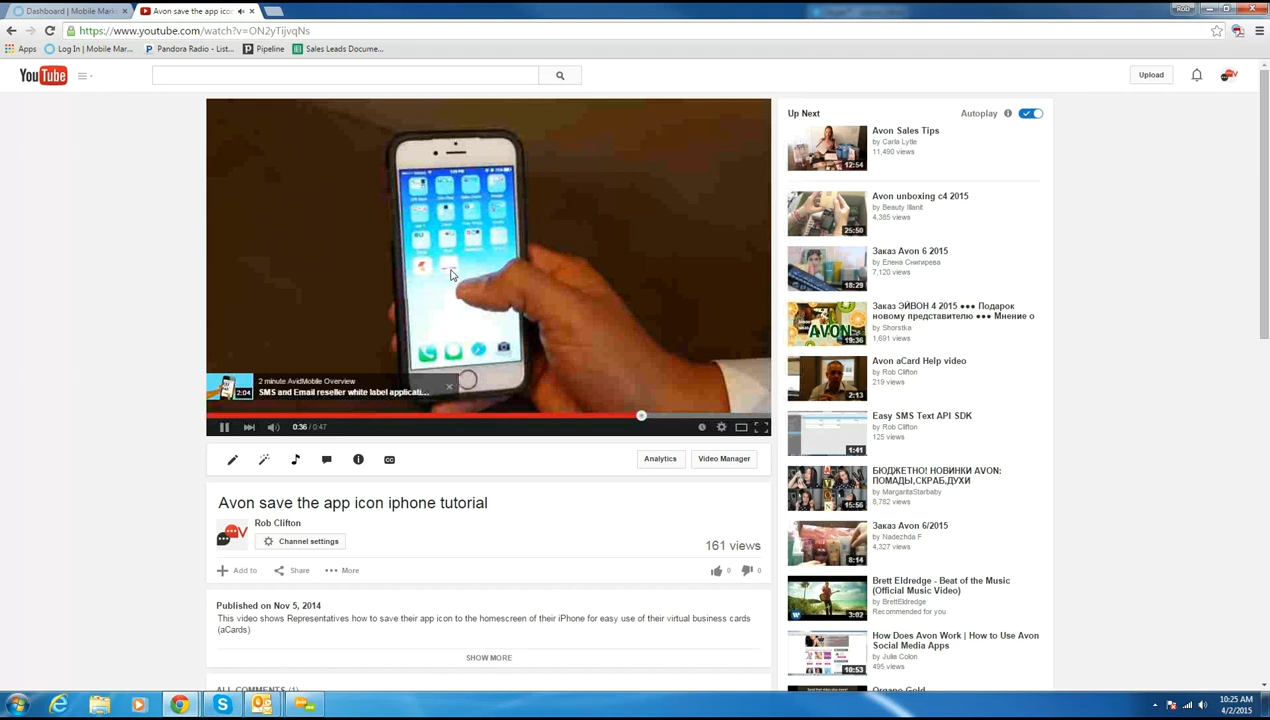 Dashboard | Mobile Mark
Avon save the app ico
Rob
https://www.youtube.com/watch?v=ON2yTijvqNs
Apps
Log In | Mobile Mar...
Pandora Radio - List...
Pipeline
Sales Leads Docume...
YouTube
Upload
Up Next
Autoplay
Avon Sales Tips
by Carla Lytle
11,490 views
12:54
Avon unboxing c4 2015
by Beauty Illanit
4,385 views
25:50
Заказ Avon 6 2015
by Елена Снигирева
7,120 views
18:29
Заказ ЭЙВОН 4 2015 ●●● Подарок
новому представителю ●●● Мнение о
by Shorstka
1,691 views
AVON
19:36
Avon aCard Help video
by Rob Clifton
219 views
2:13
Easy SMS Text API SDK
by Rob Clifton
125 views
1:41
БЮДЖЕТНО! НОВИНКИ AVON:
ПОМАДЫ,СКРАБ,ДУХИ
by MargaritaStarbaby
8,782 views
15:56
Заказ Avon 6/2015
by Nadezhda F
4,327 views
8:14
Brett Eldredge - Beat of the Music
(Official Music Video)
by BrettEldredge
Recommended for you
3:02
How Does Avon Work | How to Use Avon
Social Media Apps
by Julia Colon
495 views
10:53
Organo Gold
2 minute AvidMobile Overview
SMS and Email reseller white label applicati...
2:04
0:36 / 0:47
Analytics
Video Manager
Avon save the app icon iphone tutorial
Rob Clifton
Channel settings
161 views
Add to
Share
More
0
0
Published on Nov 5, 2014
This video shows Representatives how to save their app icon to the homescreen of their iPhone for easy use of their virtual business cards
(aCards)
SHOW MORE
ALL COMMENTS (1)
10:25 AM
4/2/2015